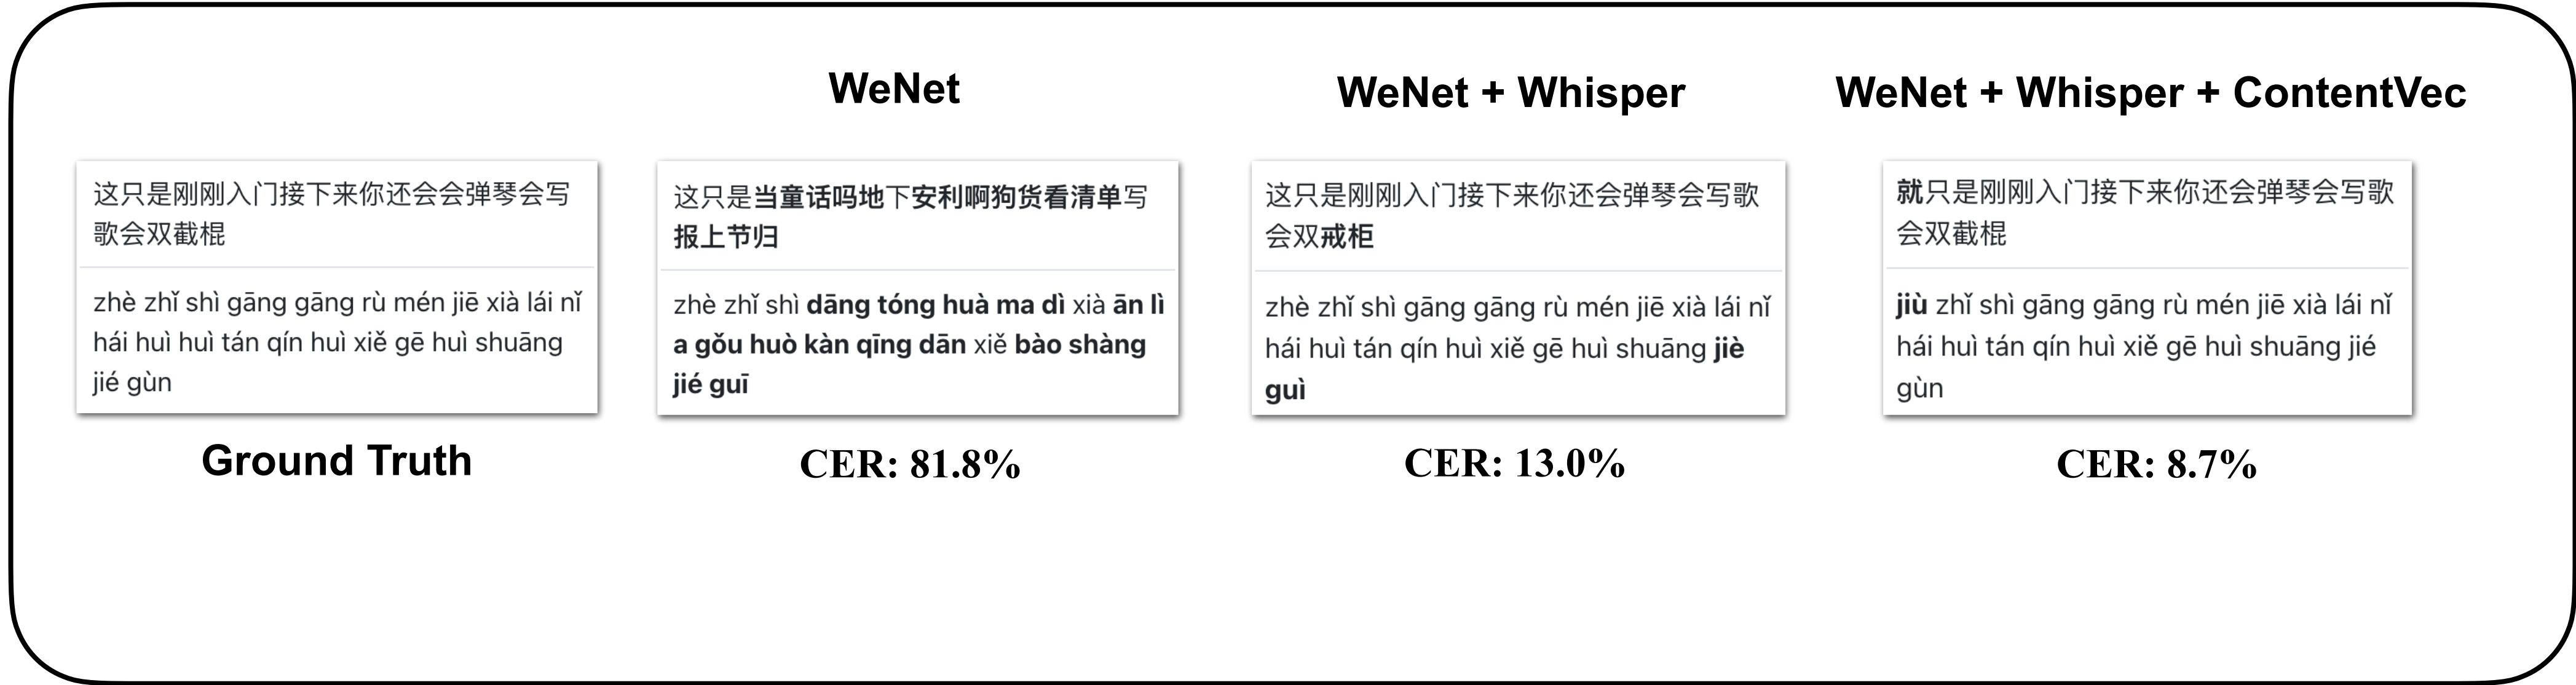 WeNet
WeNet + Whisper
WeNet + Whisper + ContentVec
这只是刚刚入门接下来你还会会弹琴会写
歌会双截棍
zhè zhǐ shì gāng gāng rù mén jiē xià lái nǐ
hái huì huì tán qín huì xiě gē huì shuāng
jié gùn
Ground Truth
这只是当童话吗地下安利啊狗货看清单写
报上节归
zhè zhǐ shì dāng tóng huà ma dì xià ān lì
a gǒu huò kàn qīng dān xiě bào shàng
jié guī
CER: 81.8%
这只是刚刚入门接下来你还会弹琴会写歌
会双戒柜
zhè zhǐ shì gāng gāng rù mén jiē xià lái nǐ
hái huì tán qín huì xiě gē huì shuāng jiè
guì
CER: 13.0%
就只是刚刚入门接下来你还会弹琴会写歌
会双截棍
jiù zhǐ shì gāng gāng rù mén jiē xià lái nǐ
hái huì tán qín huì xiě gē huì shuāng jié
gùn
CER: 8.7%